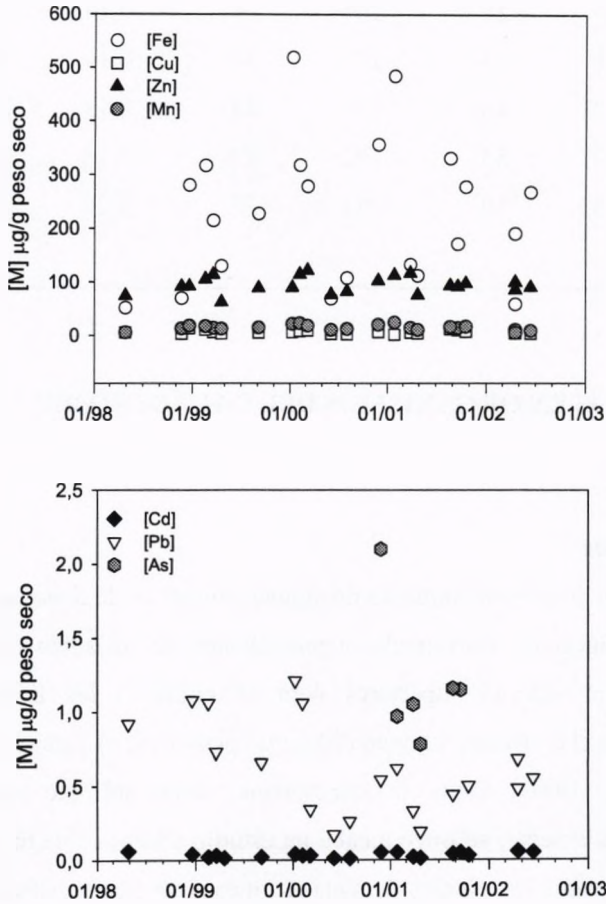 600
500
400
300
200
100
0
[M] µg/g peso seco
[Fe]
[Cu]
[Zn]
[Mn]
01/98 01/99 01/00 01/01 01/02 01/03
2,5
2,0
1,5
1,0
0,5
0,0
[M] µg/g peso seco
[Cd]
[Pb]
[As]
01/98 01/99 01/00 01/01 01/02 01/03